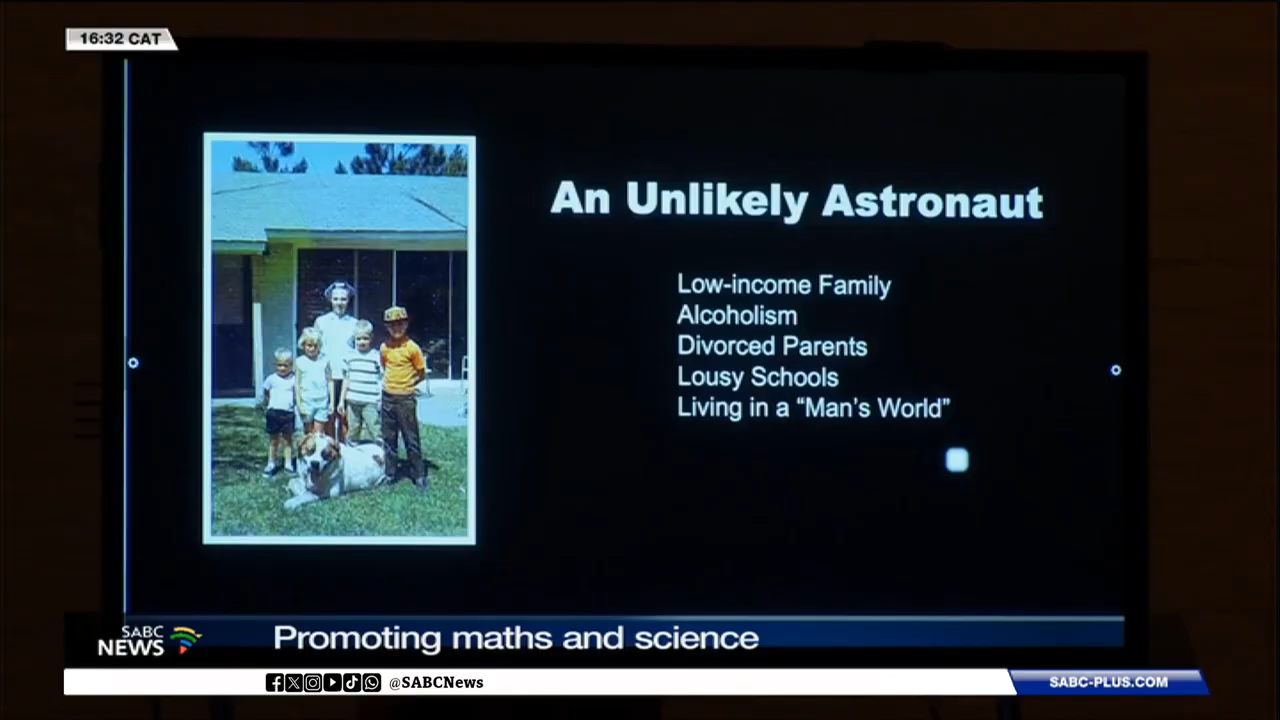 16:32 CAT
An Unlikely Astronaut
Low-income Family
Alcoholism
Divorced Parents
Lousy Schools
Living in a “Man’s World”
SABC
NEWS
Promoting maths and science
@SABCNews
SABC-PLUS.COM